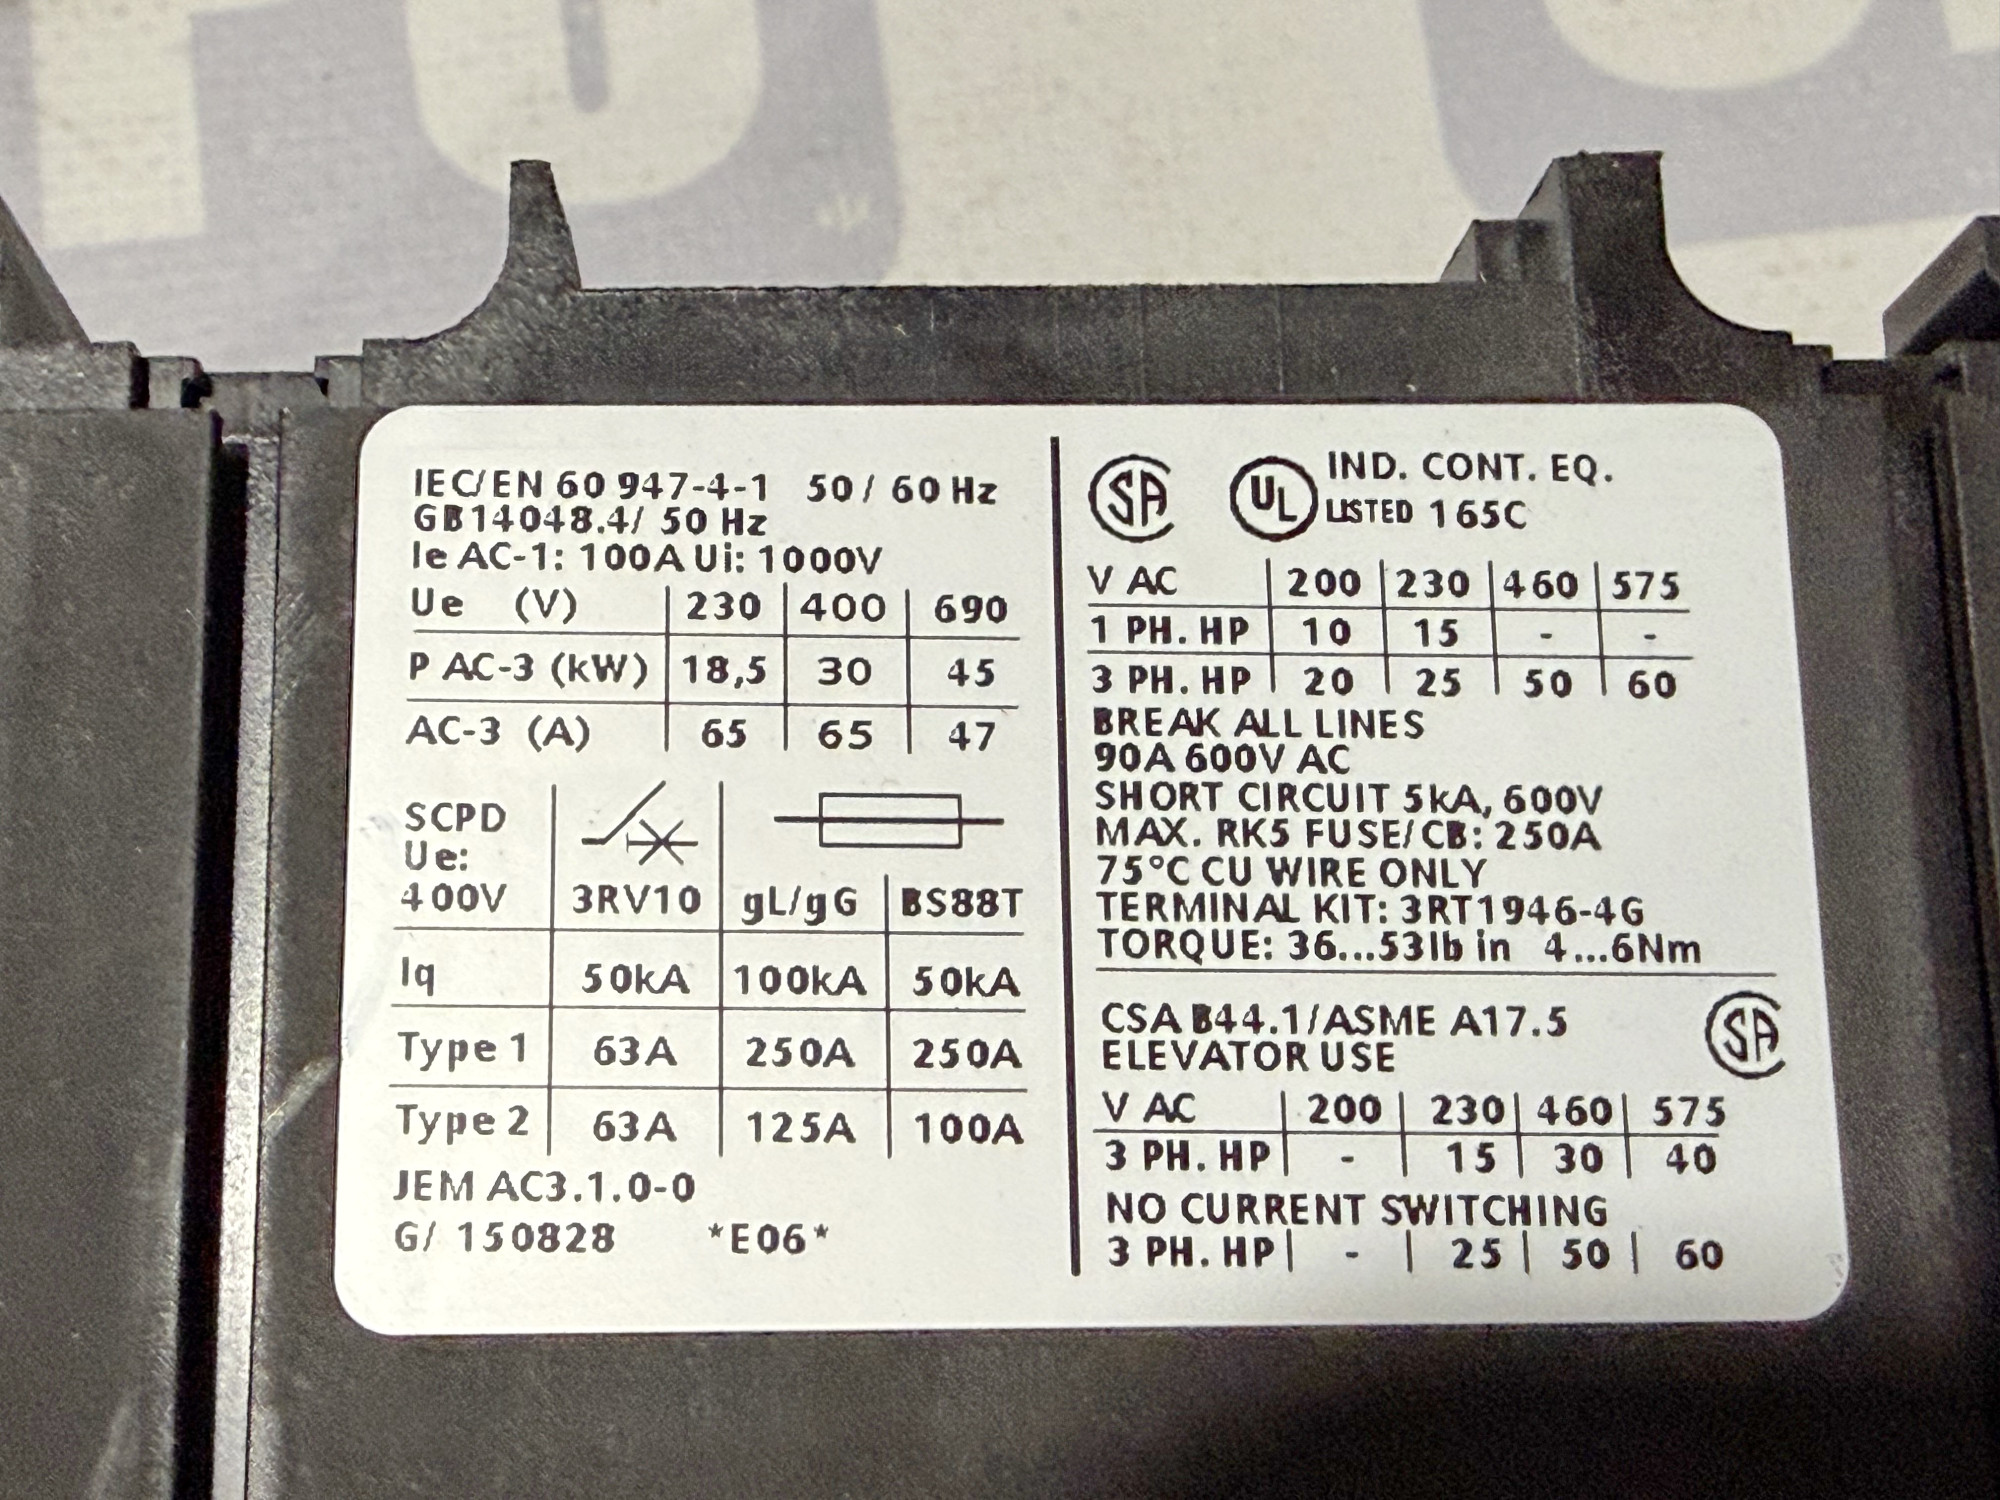 IEC/EN 60 947-4-1 50/ 60 Hz
GB14048.4/ 50 Hz
Ie AC-1: 100A Ui: 1000V
Ue (V) 230 400 690
P AC-3 (kW) 18,5 30 45
AC-3 (A) 65 65 47
SCPD
Ue:
400V 3RV10 gL/gG BS88T
Iq 50kA 100kA 50kA
Type 1 63A 250A 250A
Type 2 63A 125A 100A
JEM AC3.1.0-0
G/ 150828 *E06*
SA UL IND. CONT. EQ.
LISTED 165C
V AC 200 230 460 575
1 PH. HP 10 15 - -
3 PH. HP 20 25 50 60
BREAK ALL LINES
90A 600V AC
SHORT CIRCUIT 5kA, 600V
MAX. RK5 FUSE/CB: 250A
75°C CU WIRE ONLY
TERMINAL KIT: 3RT1946-4G
TORQUE: 36...53lb in 4...6Nm
CSA B44.1/ASME A17.5 SA
ELEVATOR USE
V AC 200 230 460 575
3 PH. HP - 15 30 40
NO CURRENT SWITCHING
3 PH. HP - 25 50 60